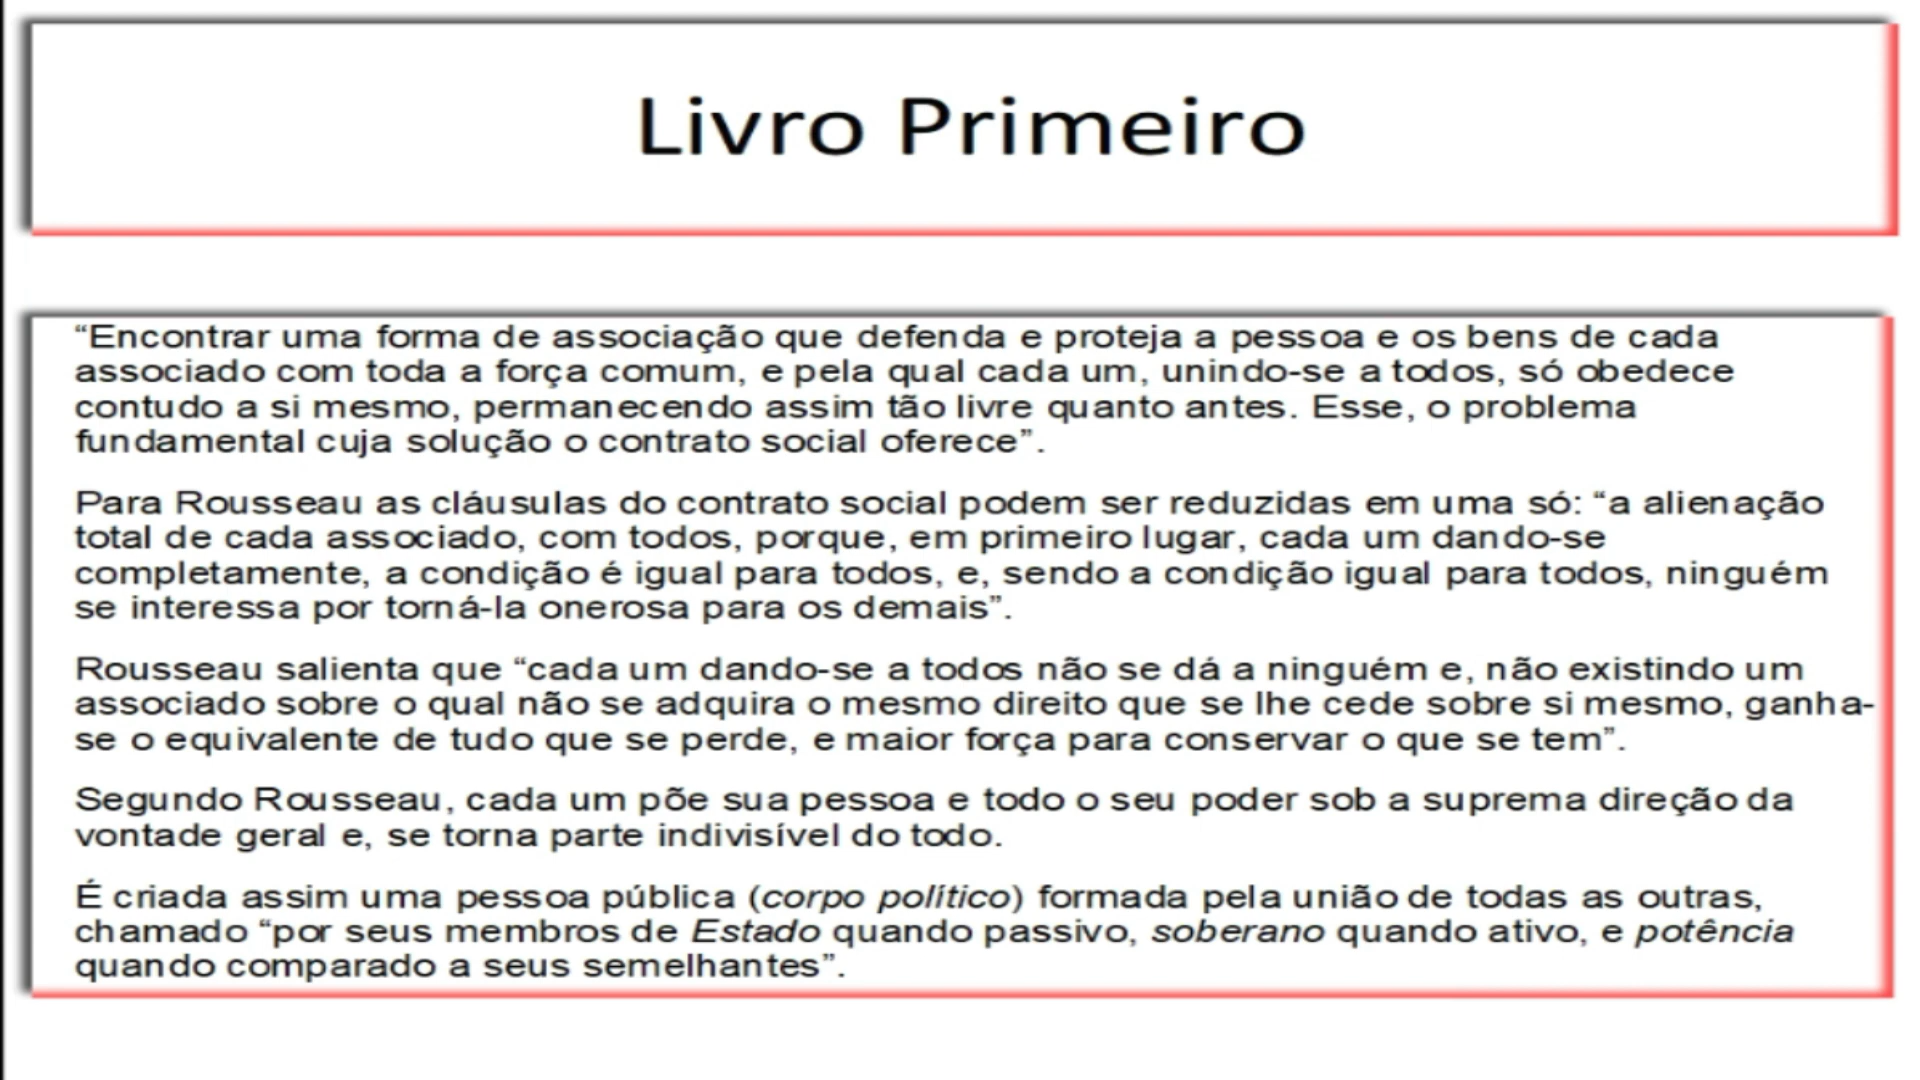 Livro Primeiro
“Encontrar uma forma de associação que defenda e proteja a pessoa e os bens de cada
associado com toda a força comum, e pela qual cada um, unindo-se a todos, só obedece
contudo a si mesmo, permanecendo assim tão livre quanto antes. Esse, o problema
fundamental cuja solução o contrato social oferece”.
Para Rousseau as cláusulas do contrato social podem ser reduzidas em uma só: “a alienação
total de cada associado, com todos, porque, em primeiro lugar, cada um dando-se
completamente, a condição é igual para todos, e, sendo a condição igual para todos, ninguém
se interessa por torná-la onerosa para os demais”.
Rousseau salienta que “cada um dando-se a todos não se dá a ninguém e, não existindo um
associado sobre o qual não se adquira o mesmo direito que se lhe cede sobre si mesmo, ganha-
se o equivalente de tudo que se perde, e maior força para conservar o que se tem”.
Segundo Rousseau, cada um põe sua pessoa e todo o seu poder sob a suprema direção da
vontade geral e, se torna parte indivisível do todo.
É criada assim uma pessoa pública (corpo político) formada pela união de todas as outras,
chamado “por seus membros de Estado quando passivo, soberano quando ativo, e potência
quando comparado a seus semelhantes”.